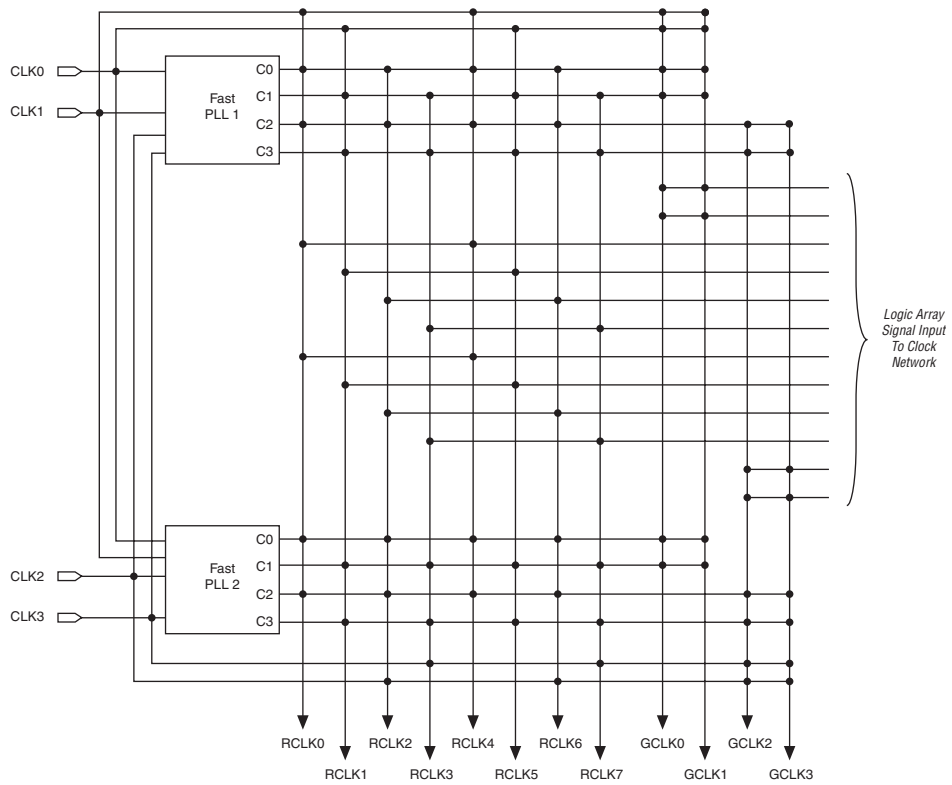 CLK0
CLK1
Fast
PLL 1
C0
C1
C2
C3
Logic Array
Signal Input
To Clock
Network
CLK2
CLK3
Fast
PLL 2
C0
C1
C2
C3
RCLK0
RCLK2
RCLK4
RCLK6
GCLK0
GCLK2
RCLK1
RCLK3
RCLK5
RCLK7
GCLK1
GCLK3